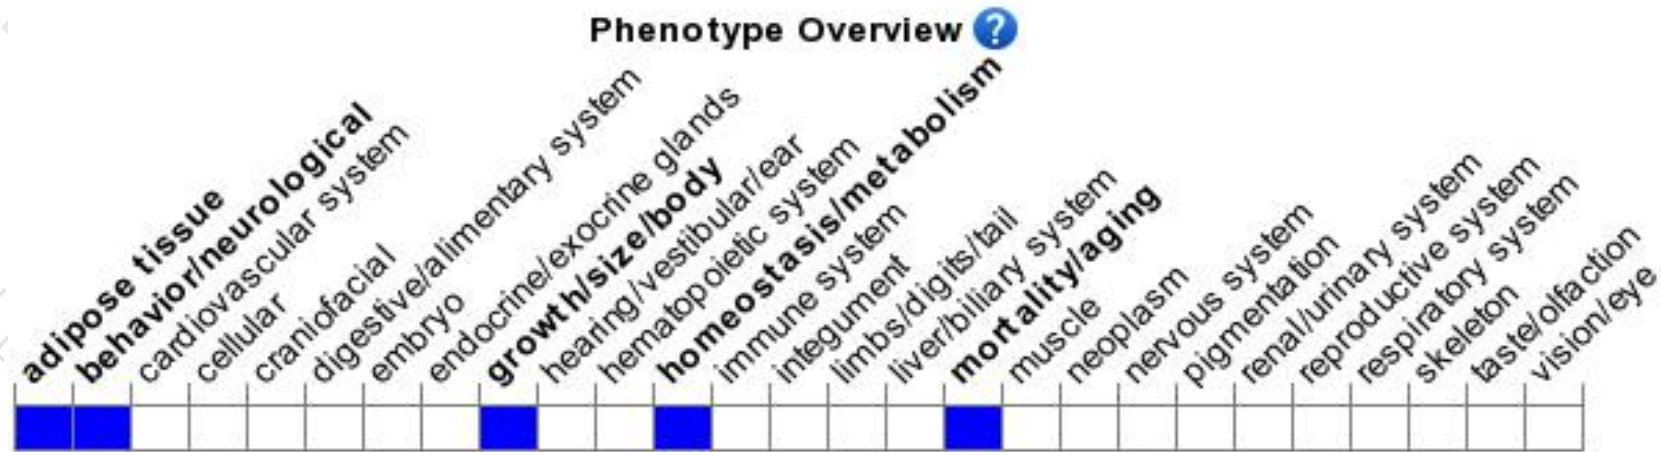 Phenotype Overview ?
adipose tissue
behavior/neurological
cardiovascular system
cellular
craniofacial
digestive/alimentary system
embryo
endocrine/exocrine glands
growth/size/body
hearing/vestibular/ear
hematopoietic system
homeostasis/metabolism
immune system
integument
limbs/digits/tail
liver/biliary system
mortality/aging
muscle
neoplasm
nervous system
pigmentation
renal/urinary system
reproductive system
respiratory system
skeleton
taste/olfaction
vision/eye